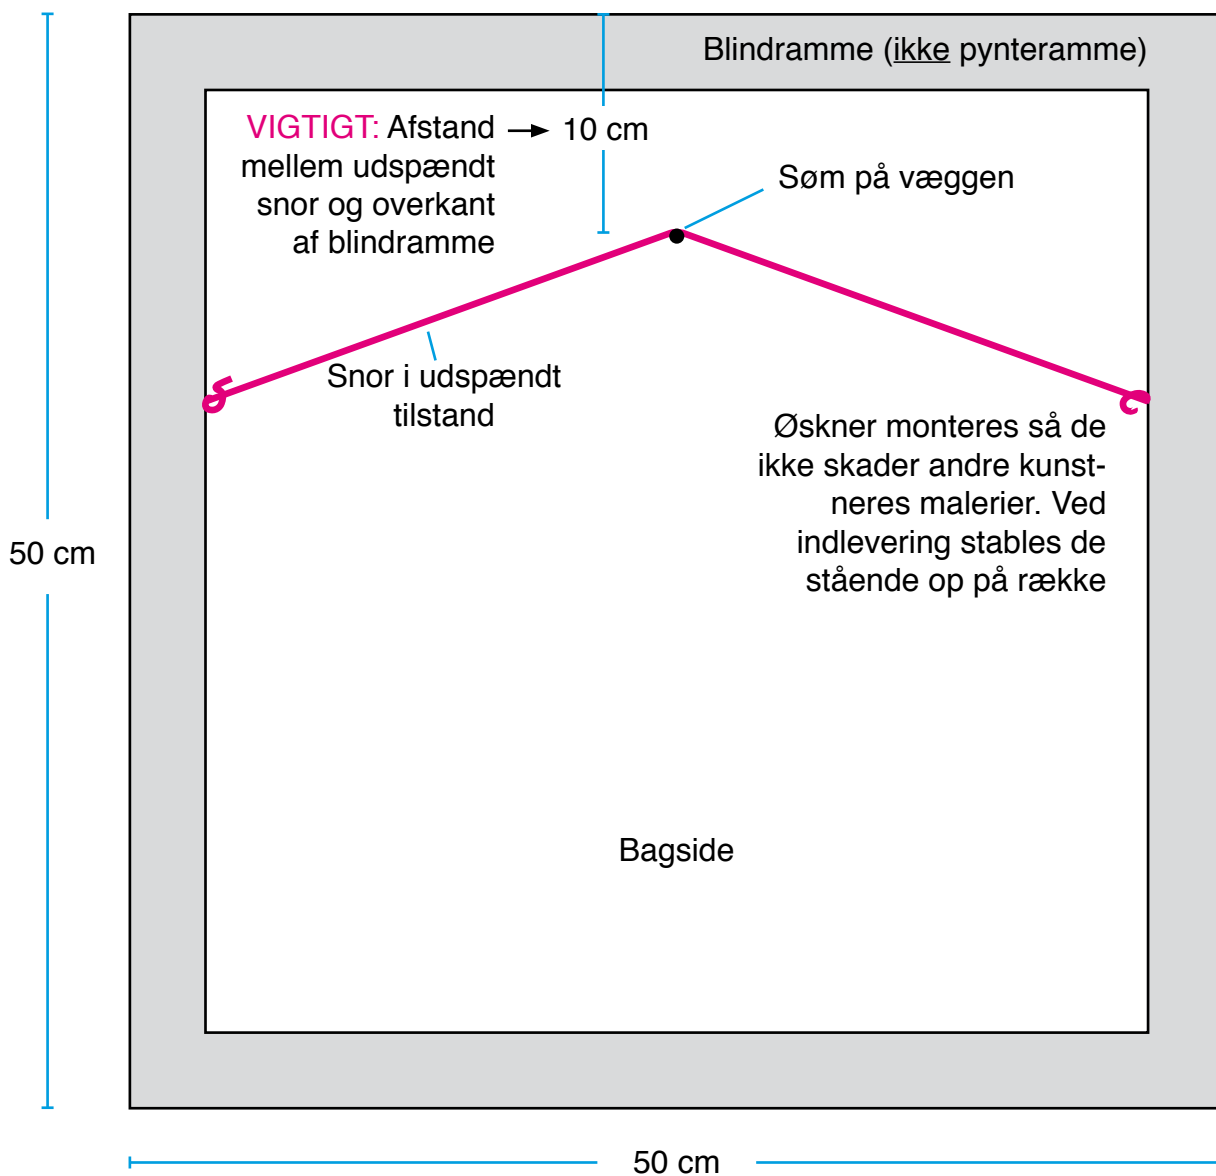 Blindramme (ikke pynteramme)
VIGTIGT: Afstand
mellem udspændt
snor og overkant
af blindramme
10 cm
Søm på væggen
Snor i udspændt
tilstand
Øskner monteres så de
ikke skader andre kunst-
neres malerier. Ved
indlevering stables de
stående op på række
50 cm
Bagside
50 cm